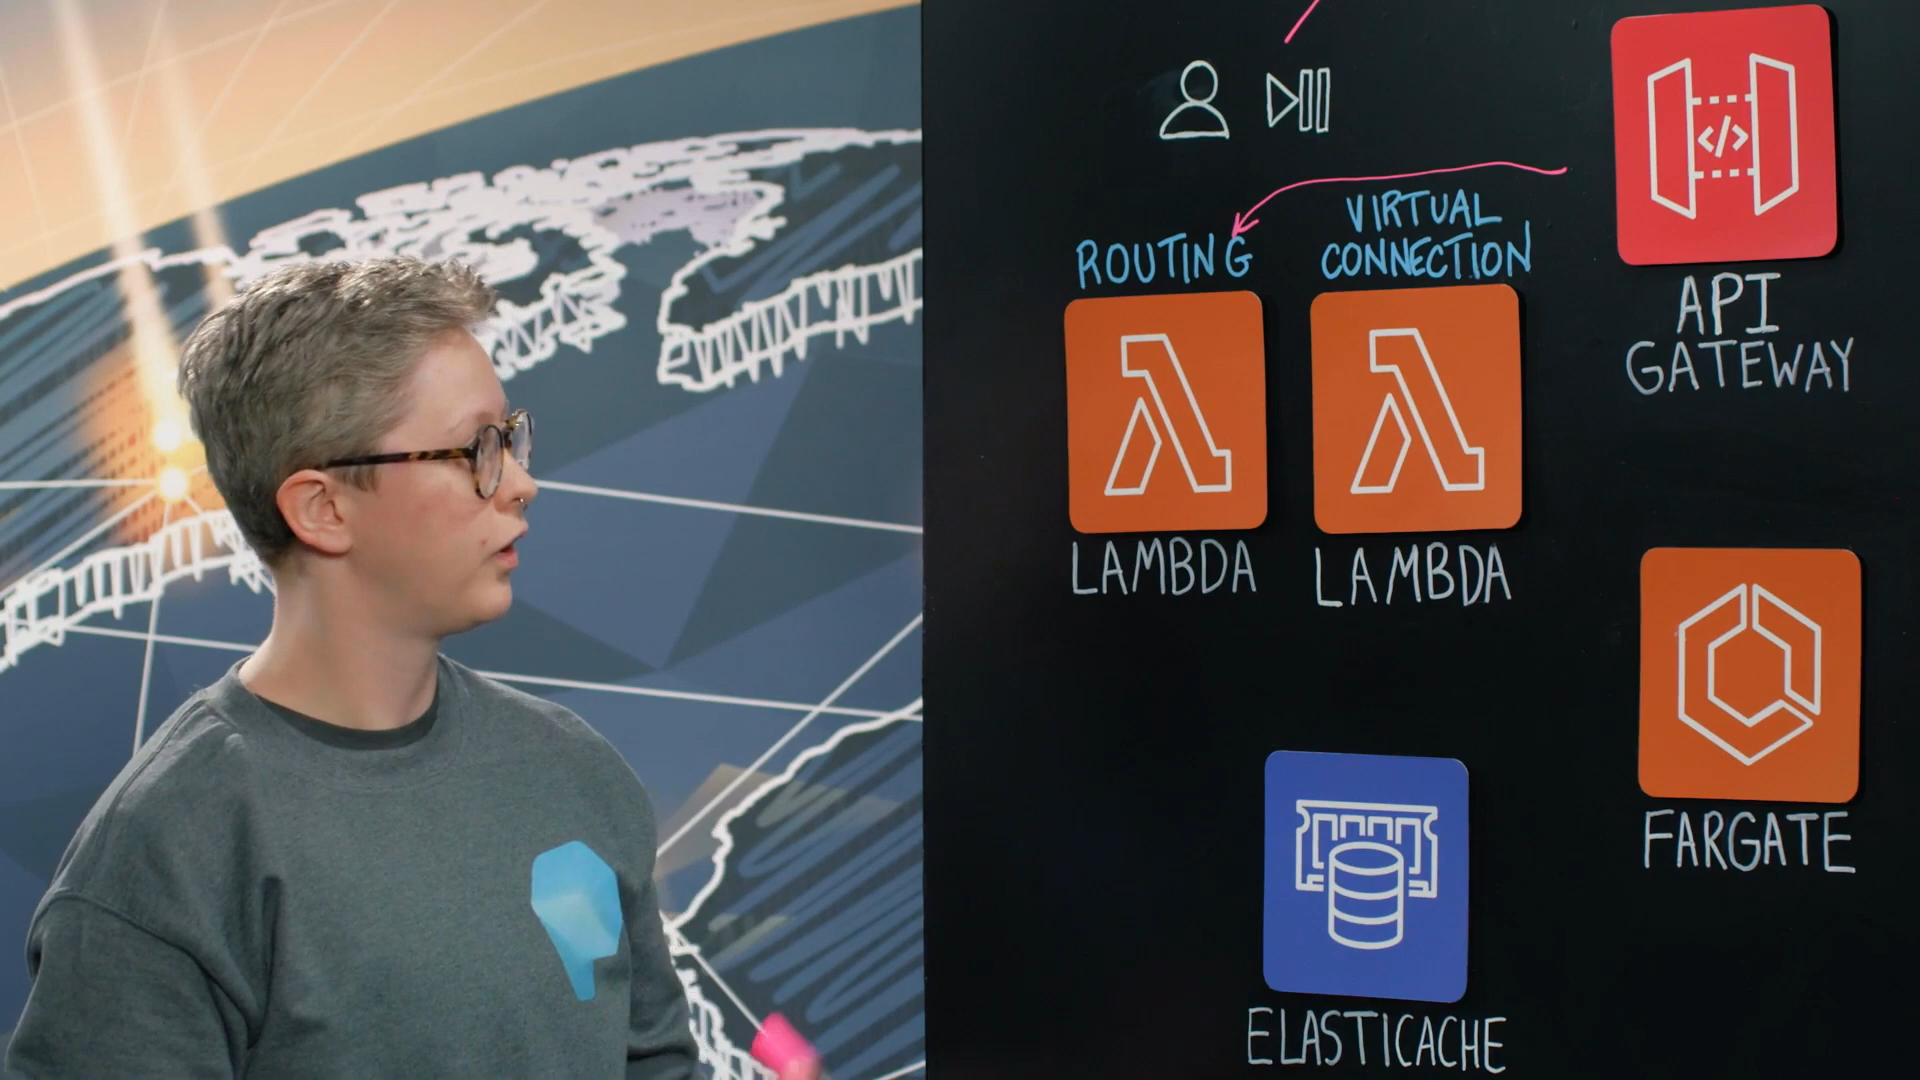 </>
ROUTING
VIRTUAL
CONNECTION
API
GATEWAY
LAMBDA
LAMBDA
FARGATE
ELASTICACHE